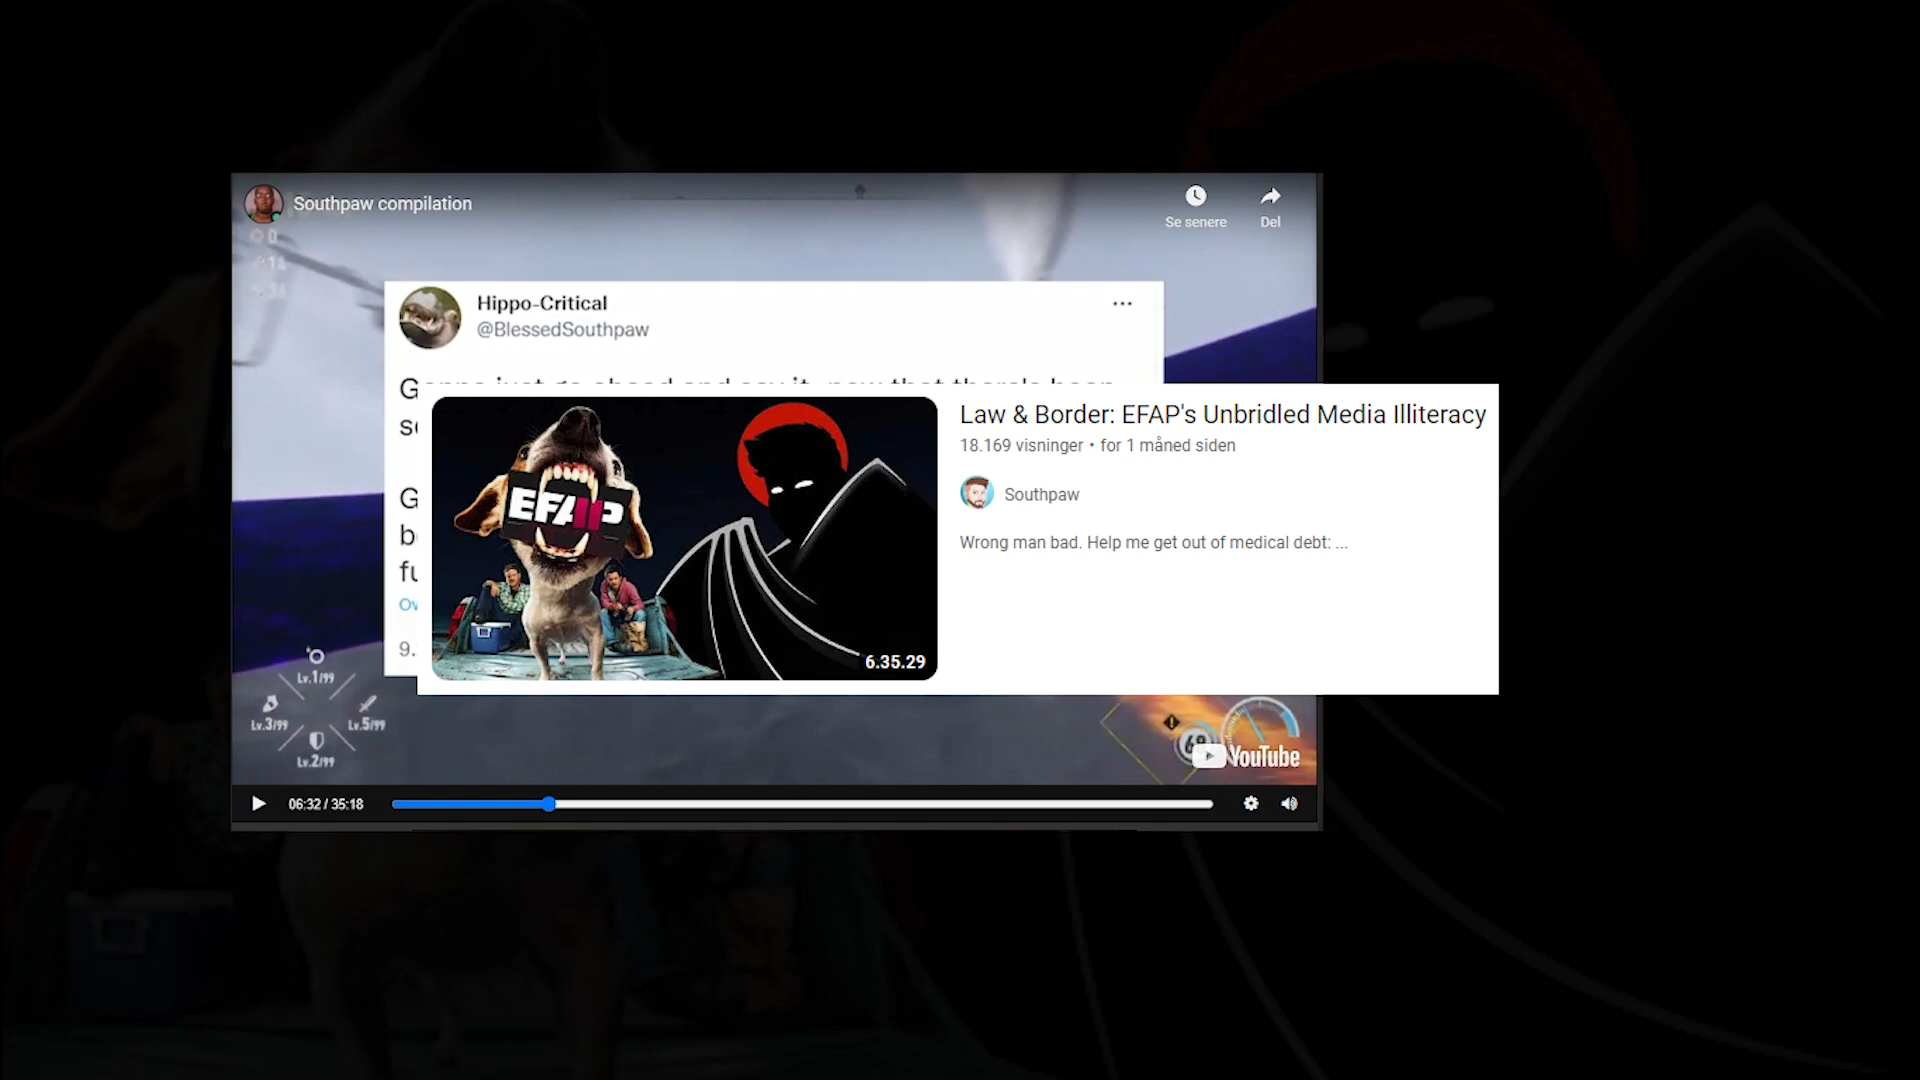 Southpaw compilation
Se senere
Del
0
Hippo-Critical
@BlessedSouthpaw
Law & Border: EFAP's Unbridled Media Illiteracy
18.169 visninger • for 1 måned siden
Southpaw
Wrong man bad. Help me get out of medical debt: ...
EFAP
6.35.29
Lv.1/99
Lv.3/99
Lv.5/99
Lv.2/99
YouTube
06:32 / 35:18